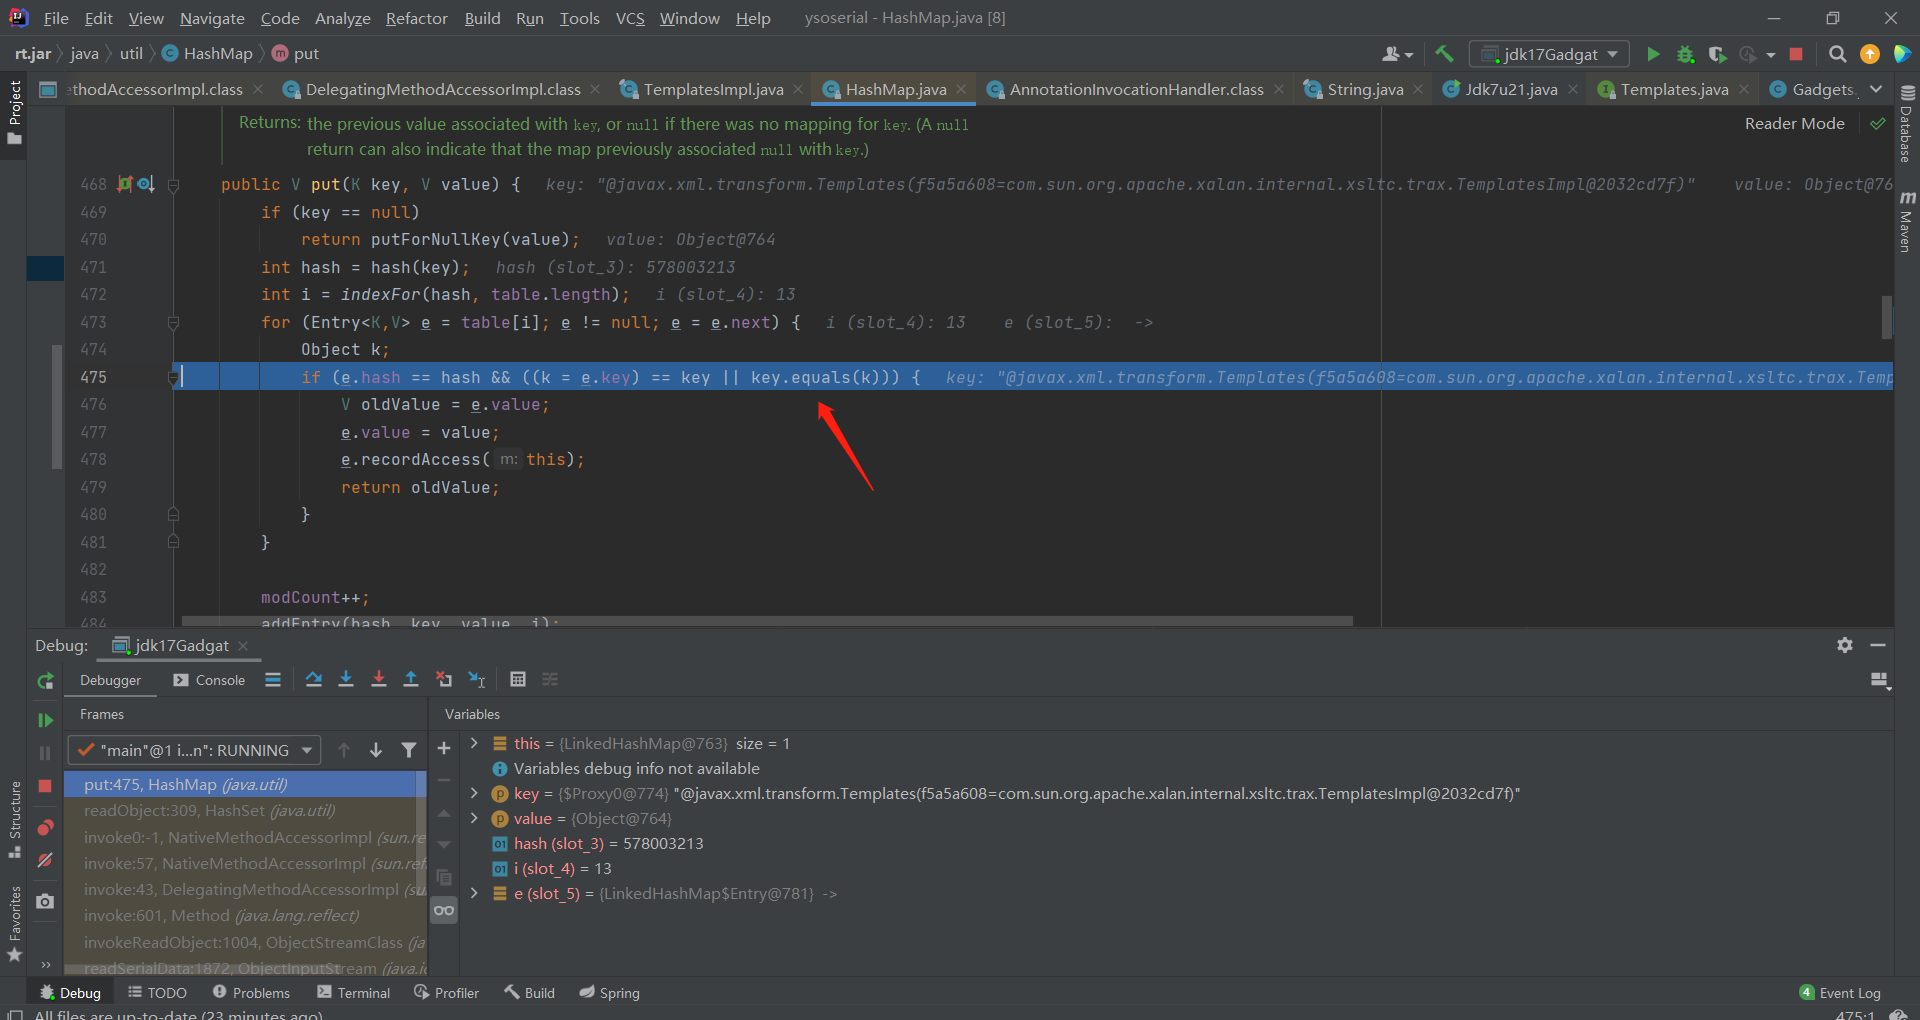 File Edit View Navigate Code Analyze Refactor Build Run Tools VCS Window Help ysoserial - HashMap.java [8]
rt.jar java util HashMap put jdk17Gadgat
ethodAccessorImpl.class DelegatingMethodAccessorImpl.class TemplatesImpl.java HashMap.java AnnotationInvocationHandler.class String.java Jdk7u21.java Templates.java Gadgets.
Project
Database
Maven
Structure
Favorites
Reader Mode
Returns: the previous value associated with key, or null if there was no mapping for key. (A null
return can also indicate that the map previously associated null with key.)
468 public V put(K key, V value) { key: "@javax.xml.transform.Templates(f5a5a608=com.sun.org.apache.xalan.internal.xsltc.trax.TemplatesImpl@2032cd7f)" value: Object@76
469 if (key == null)
470 return putForNullKey(value); value: Object@764
471 int hash = hash(key); hash (slot_3): 578003213
472 int i = indexFor(hash, table.length); i (slot_4): 13
473 for (Entry<K,V> e = table[i]; e != null; e = e.next) { i (slot_4): 13 e (slot_5): ->
474 Object k;
475 if (e.hash == hash && ((k = e.key) == key || key.equals(k))) { key: "@javax.xml.transform.Templates(f5a5a608=com.sun.org.apache.xalan.internal.xsltc.trax.Temp
476 V oldValue = e.value;
477 e.value = value;
478 e.recordAccess( m: this);
479 return oldValue;
480 }
481 }
482
483 modCount++;
484 addEntry(hash, key, value, i);
Debug: jdk17Gadgat
Debugger Console
Frames
Variables
"main"@1 i...n": RUNNING
put:475, HashMap (java.util)
readObject:309, HashSet (java.util)
invoke0:-1, NativeMethodAccessorImpl (sun.re
invoke:57, NativeMethodAccessorImpl (sun.ref
invoke:43, DelegatingMethodAccessorImpl (su
invoke:601, Method (java.lang.reflect)
invokeReadObject:1004, ObjectStreamClass (ja
readSerialData:1872, ObjectInputStream (java.io
this = {LinkedHashMap@763} size = 1
Variables debug info not available
key = {$Proxy0@774} "@javax.xml.transform.Templates(f5a5a608=com.sun.org.apache.xalan.internal.xsltc.trax.TemplatesImpl@2032cd7f)"
value = {Object@764}
hash (slot_3) = 578003213
i (slot_4) = 13
e (slot_5) = {LinkedHashMap$Entry@781} ->
Debug TODO Problems Terminal Profiler Build Spring 4 Event Log
All files are up-to-date (23 minutes ago) 475:1